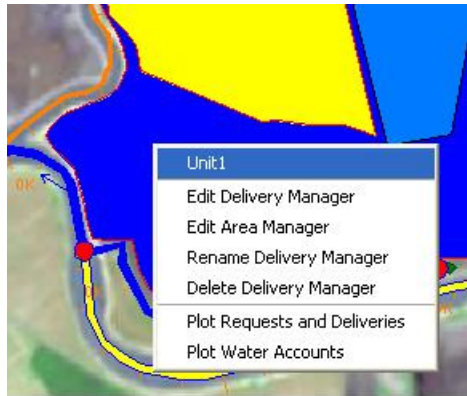 Unit1
Edit Delivery Manager
Edit Area Manager
Rename Delivery Manager
Delete Delivery Manager
Plot Requests and Deliveries
Plot Water Accounts
OK